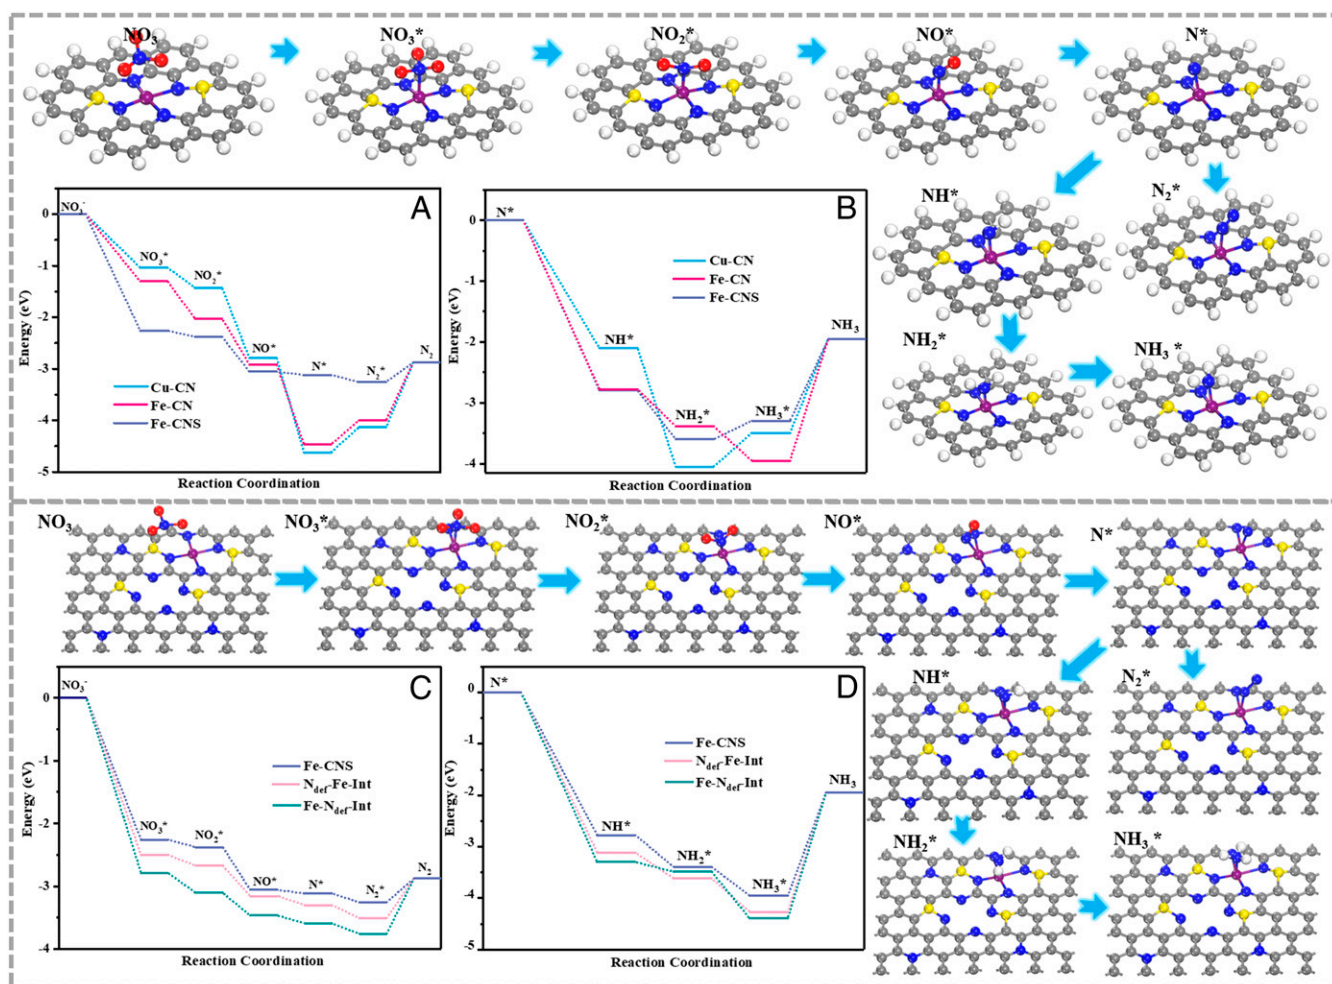 NO₃ NO₃* NO₂* NO* N*
A
0
-1
-2
-3
-4
-5
Energy (eV)
NO₃⁻
NO₃*
NO₂*
NO*
N*
N₂*
N₂
Cu-CN
Fe-CN
Fe-CNS
Reaction Coordination
B
0
-1
-2
-3
-4
Energy (eV)
N*
NH*
NH₂*
NH₃*
NH₃
Cu-CN
Fe-CN
Fe-CNS
Reaction Coordination
NH* N₂*
NH₂* NH₃*
NO₃ NO₃* NO₂* NO* N*
C
0
-1
-2
-3
-4
Energy (eV)
NO₃⁻
NO₃*
NO₂*
NO*
N*
N₂*
N₂
Fe-CNS
N_def-Fe-Int
Fe-N_def-Int
Reaction Coordination
D
0
-1
-2
-3
-4
-5
Energy (eV)
N*
NH*
NH₂*
NH₃*
NH₃
Fe-CNS
N_def-Fe-Int
Fe-N_def-Int
Reaction Coordination
NH* N₂*
NH₂* NH₃*